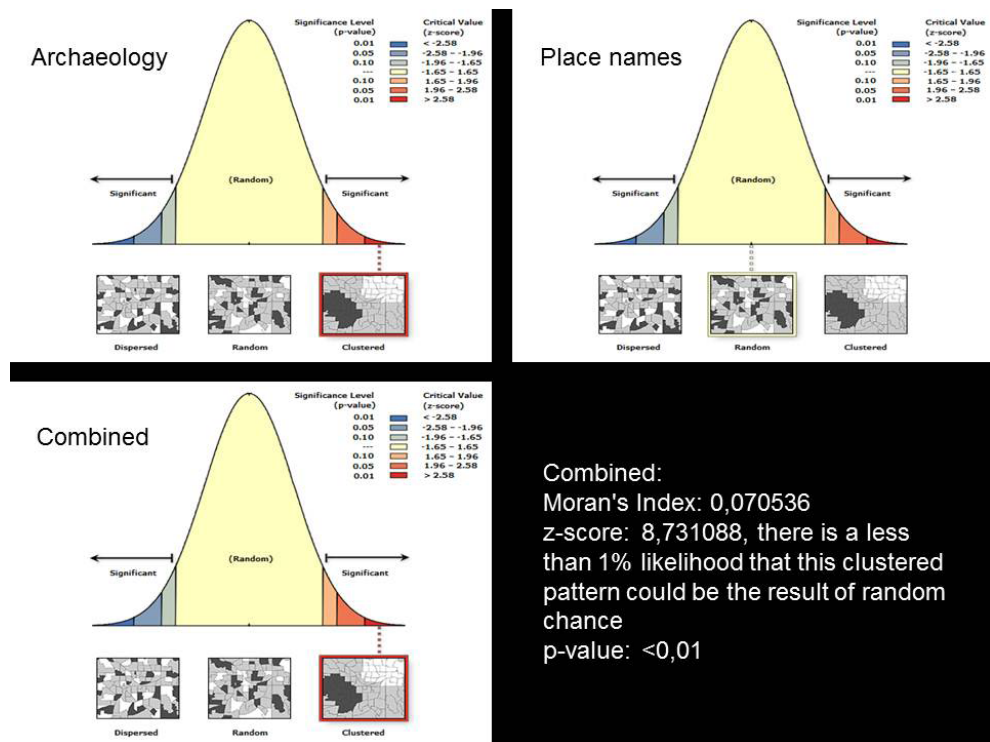 Archaeology
Significance Level
(p-value)
Critical Value
(z-score)
0.01 < -2.58
0.05 -2.58 – -1.96
0.10 -1.96 – -1.65
--- -1.65 – 1.65
0.10 1.65 – 1.96
0.05 1.96 – 2.58
0.01 > 2.58
Significant
(Random)
Significant
Dispersed
Random
Clustered
Place names
Significance Level
(p-value)
Critical Value
(z-score)
0.01 < -2.58
0.05 -2.58 – -1.96
0.10 -1.96 – -1.65
--- -1.65 – 1.65
0.10 1.65 – 1.96
0.05 1.96 – 2.58
0.01 > 2.58
Significant
(Random)
Significant
Dispersed
Random
Clustered
Combined
Significance Level
(p-value)
Critical Value
(z-score)
0.01 < -2.58
0.05 -2.58 – -1.96
0.10 -1.96 – -1.65
--- -1.65 – 1.65
0.10 1.65 – 1.96
0.05 1.96 – 2.58
0.01 > 2.58
Significant
(Random)
Significant
Dispersed
Random
Clustered
Combined:
Moran's Index: 0,070536
z-score: 8,731088, there is a less
than 1% likelihood that this clustered
pattern could be the result of random
chance
p-value: <0,01